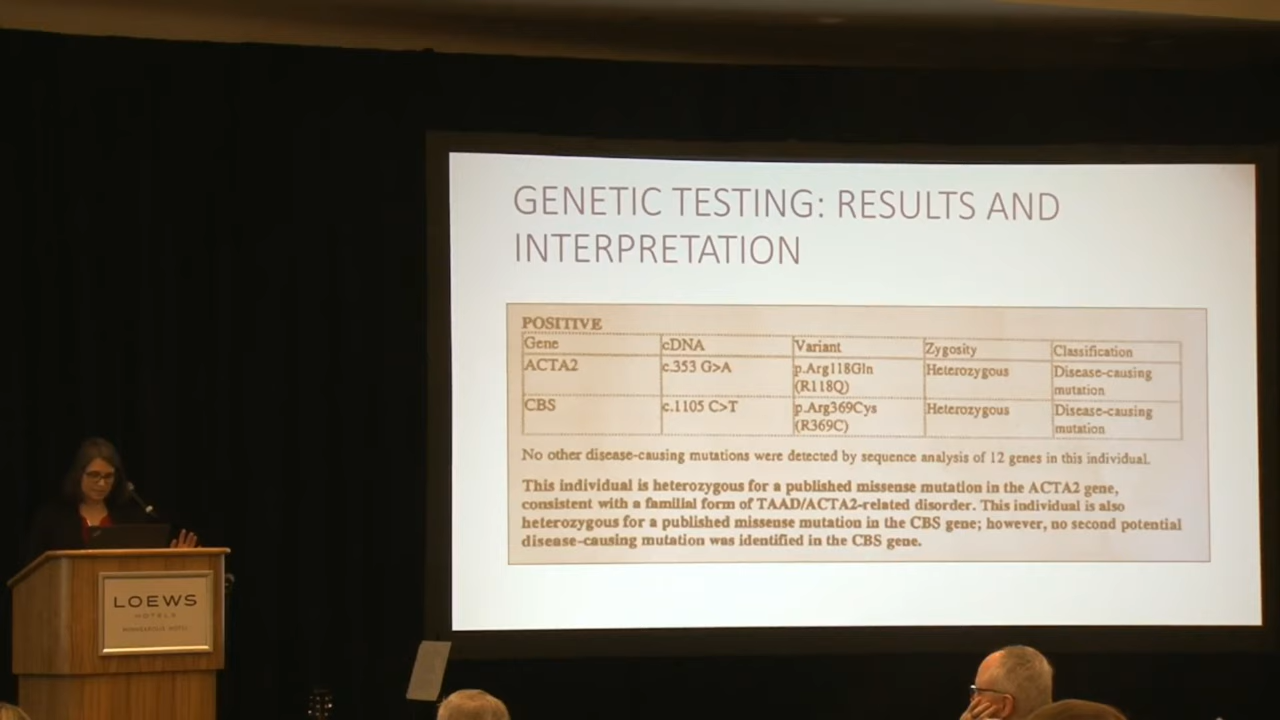 GENETIC TESTING: RESULTS AND
INTERPRETATION
POSITIVE
Gene cDNA Variant Zygosity Classification
ACTA2 c.353 G>A p.Arg118Gln Heterozygous Disease-causing
(R118Q) mutation
CBS c.1105 C>T p.Arg369Cys Heterozygous Disease-causing
(R369C) mutation
No other disease-causing mutations were detected by sequence analysis of 12 genes in this individual.
This individual is heterozygous for a published missense mutation in the ACTA2 gene,
consistent with a familial form of TAAD/ACTA2-related disorder. This individual is also
heterozygous for a published missense mutation in the CBS gene; however, no second potential
disease-causing mutation was identified in the CBS gene.
LOEWS
HOTELS
MINNEAPOLIS HOTEL